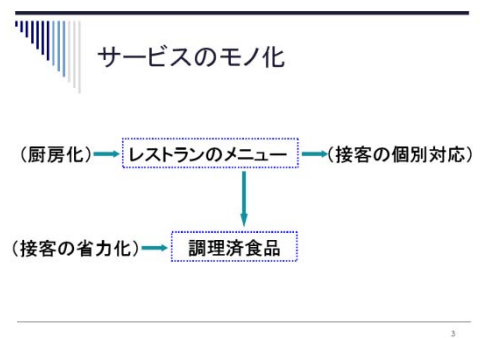 サービスのモノ化
（厨房化） レストランのメニュー （接客の個別対応）
（接客の省力化） 調理済食品
3